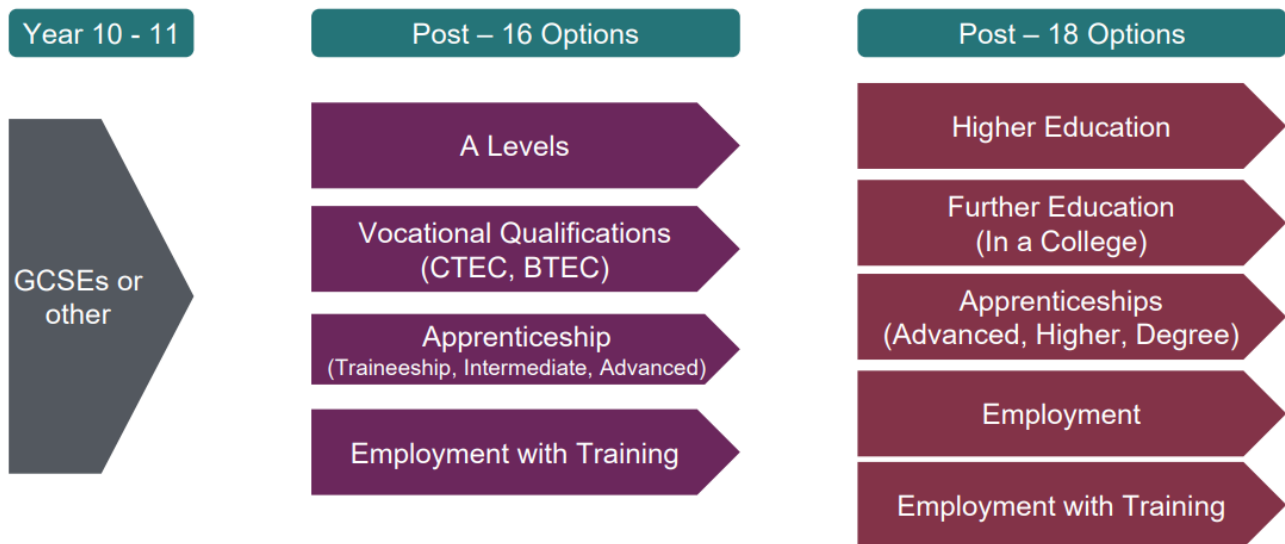 Year 10 - 11
GCSEs or
other
Post – 16 Options
A Levels
Vocational Qualifications
(CTEC, BTEC)
Apprenticeship
(Traineeship, Intermediate, Advanced)
Employment with Training
Post – 18 Options
Higher Education
Further Education
(In a College)
Apprenticeships
(Advanced, Higher, Degree)
Employment
Employment with Training